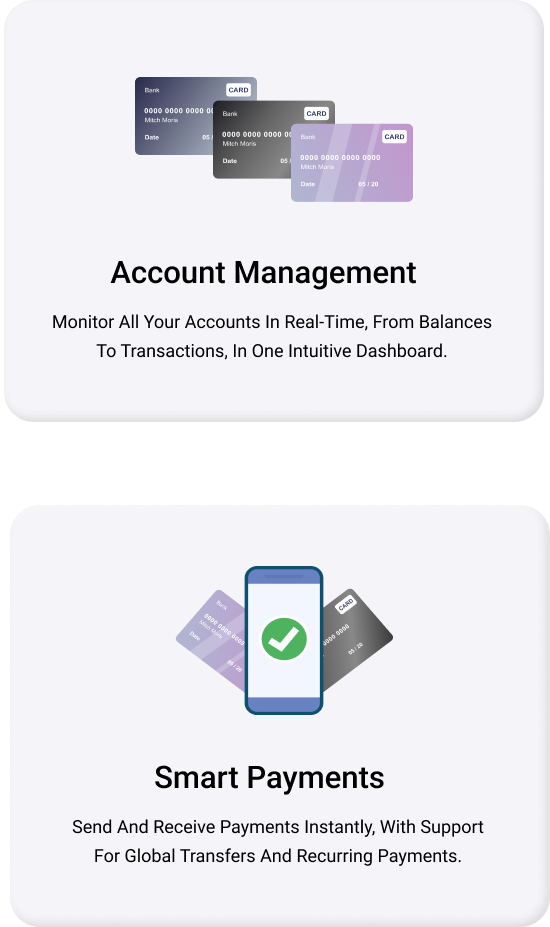 Bank CARD
0000 0000 0000 00
Mitch Moris
Date 05 /
Bank CARD
0000 0000 0000 00
Mitch Moris
Date 05 /
Bank CARD
0000 0000 0000 0000
Mitch Moris
Date 05 / 20
Account Management
Monitor All Your Accounts In Real-Time, From Balances
To Transactions, In One Intuitive Dashboard.
Bank
0000 0000 0000
Mitch Moris
Date 05 / 20
CARD
0000 0000
05 / 20
Smart Payments
Send And Receive Payments Instantly, With Support
For Global Transfers And Recurring Payments.